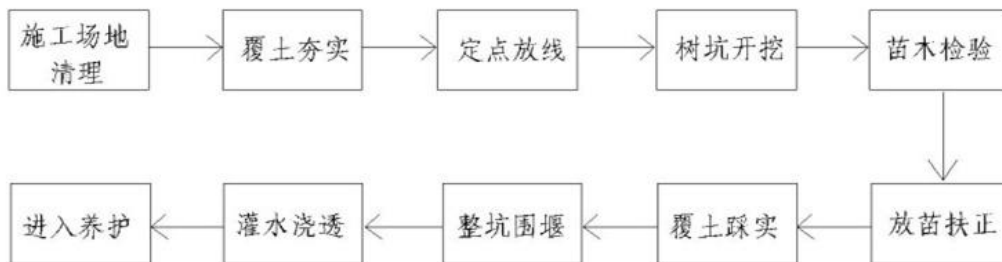 施工场地
清理
覆土夯实
定点放线
树坑开挖
苗木检验
放苗扶正
覆土踩实
整坑围堰
灌水浇透
进入养护